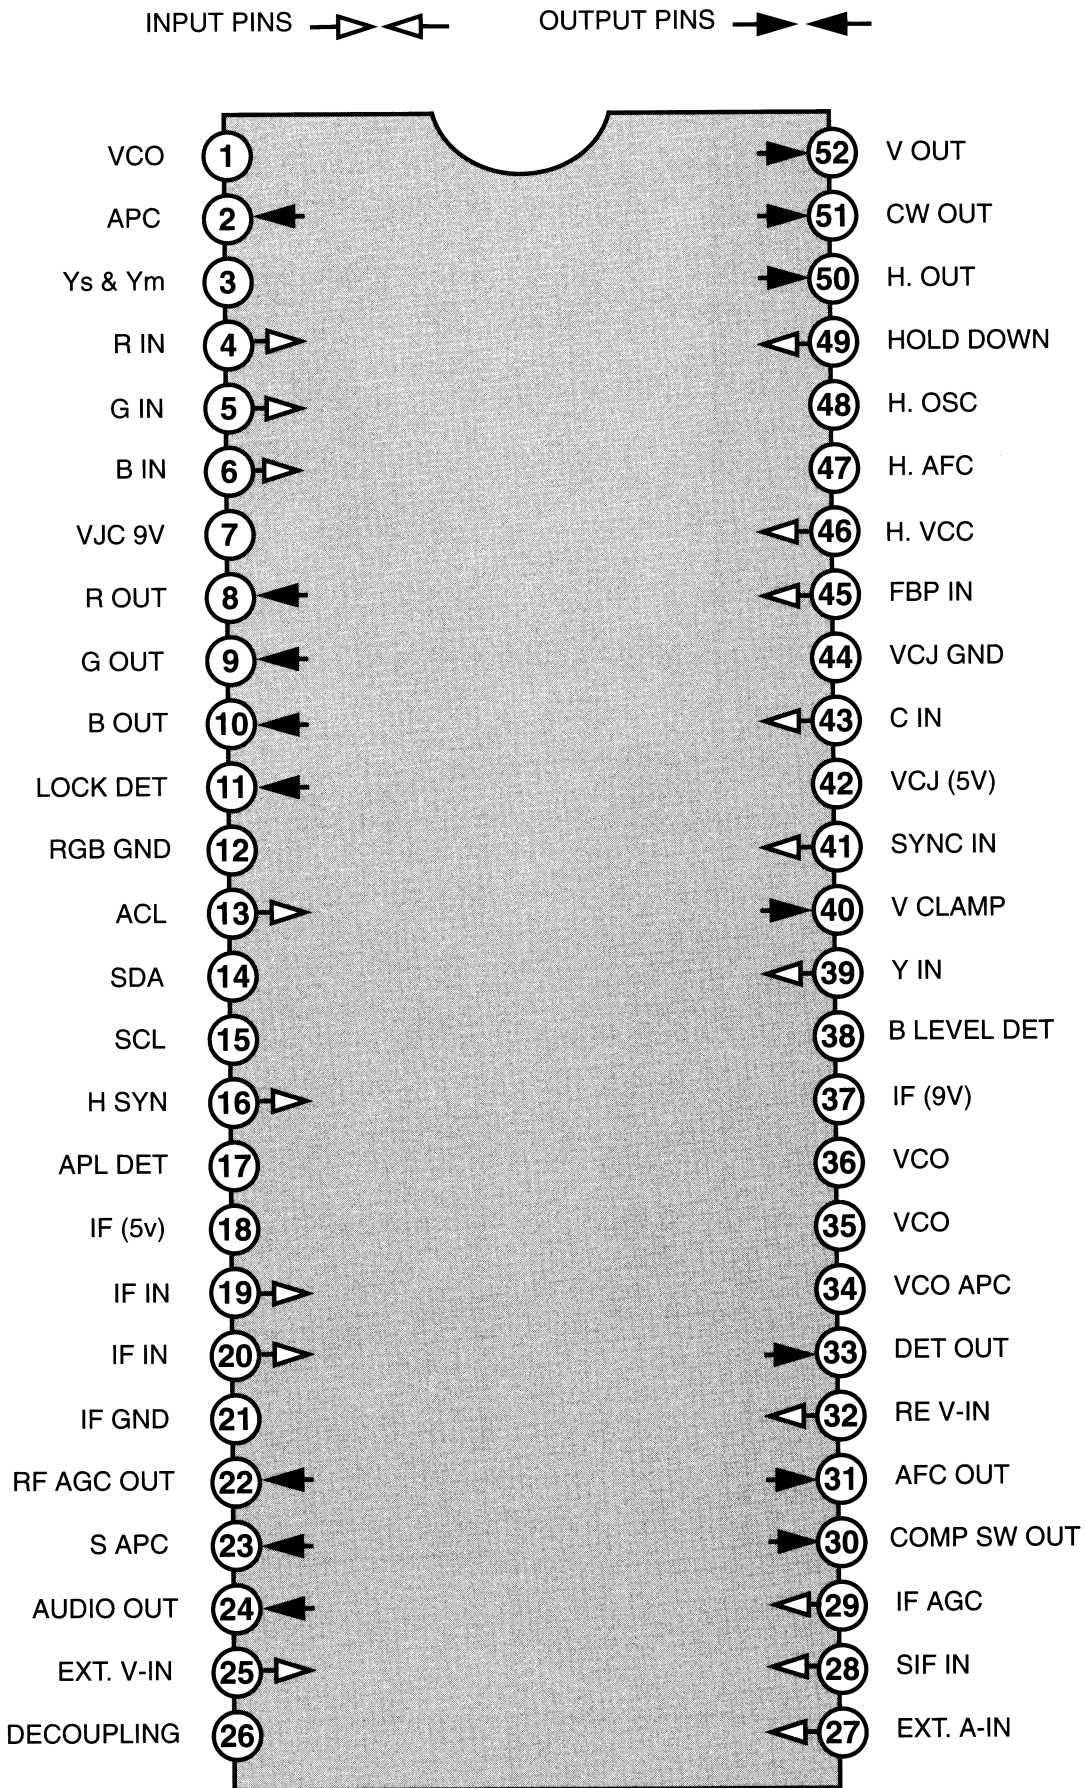 INPUT PINS
OUTPUT PINS
VCO 1
52 V OUT
APC 2
51 CW OUT
Ys & Ym 3
50 H. OUT
R IN 4
49 HOLD DOWN
G IN 5
48 H. OSC
B IN 6
47 H. AFC
VJC 9V 7
46 H. VCC
R OUT 8
45 FBP IN
G OUT 9
44 VCJ GND
B OUT 10
43 C IN
LOCK DET 11
42 VCJ (5V)
RGB GND 12
41 SYNC IN
ACL 13
40 V CLAMP
SDA 14
39 Y IN
SCL 15
38 B LEVEL DET
H SYN 16
37 IF (9V)
APL DET 17
36 VCO
IF (5v) 18
35 VCO
IF IN 19
34 VCO APC
IF IN 20
33 DET OUT
IF GND 21
32 RE V-IN
RF AGC OUT 22
31 AFC OUT
S APC 23
30 COMP SW OUT
AUDIO OUT 24
29 IF AGC
EXT. V-IN 25
28 SIF IN
DECOUPLING 26
27 EXT. A-IN